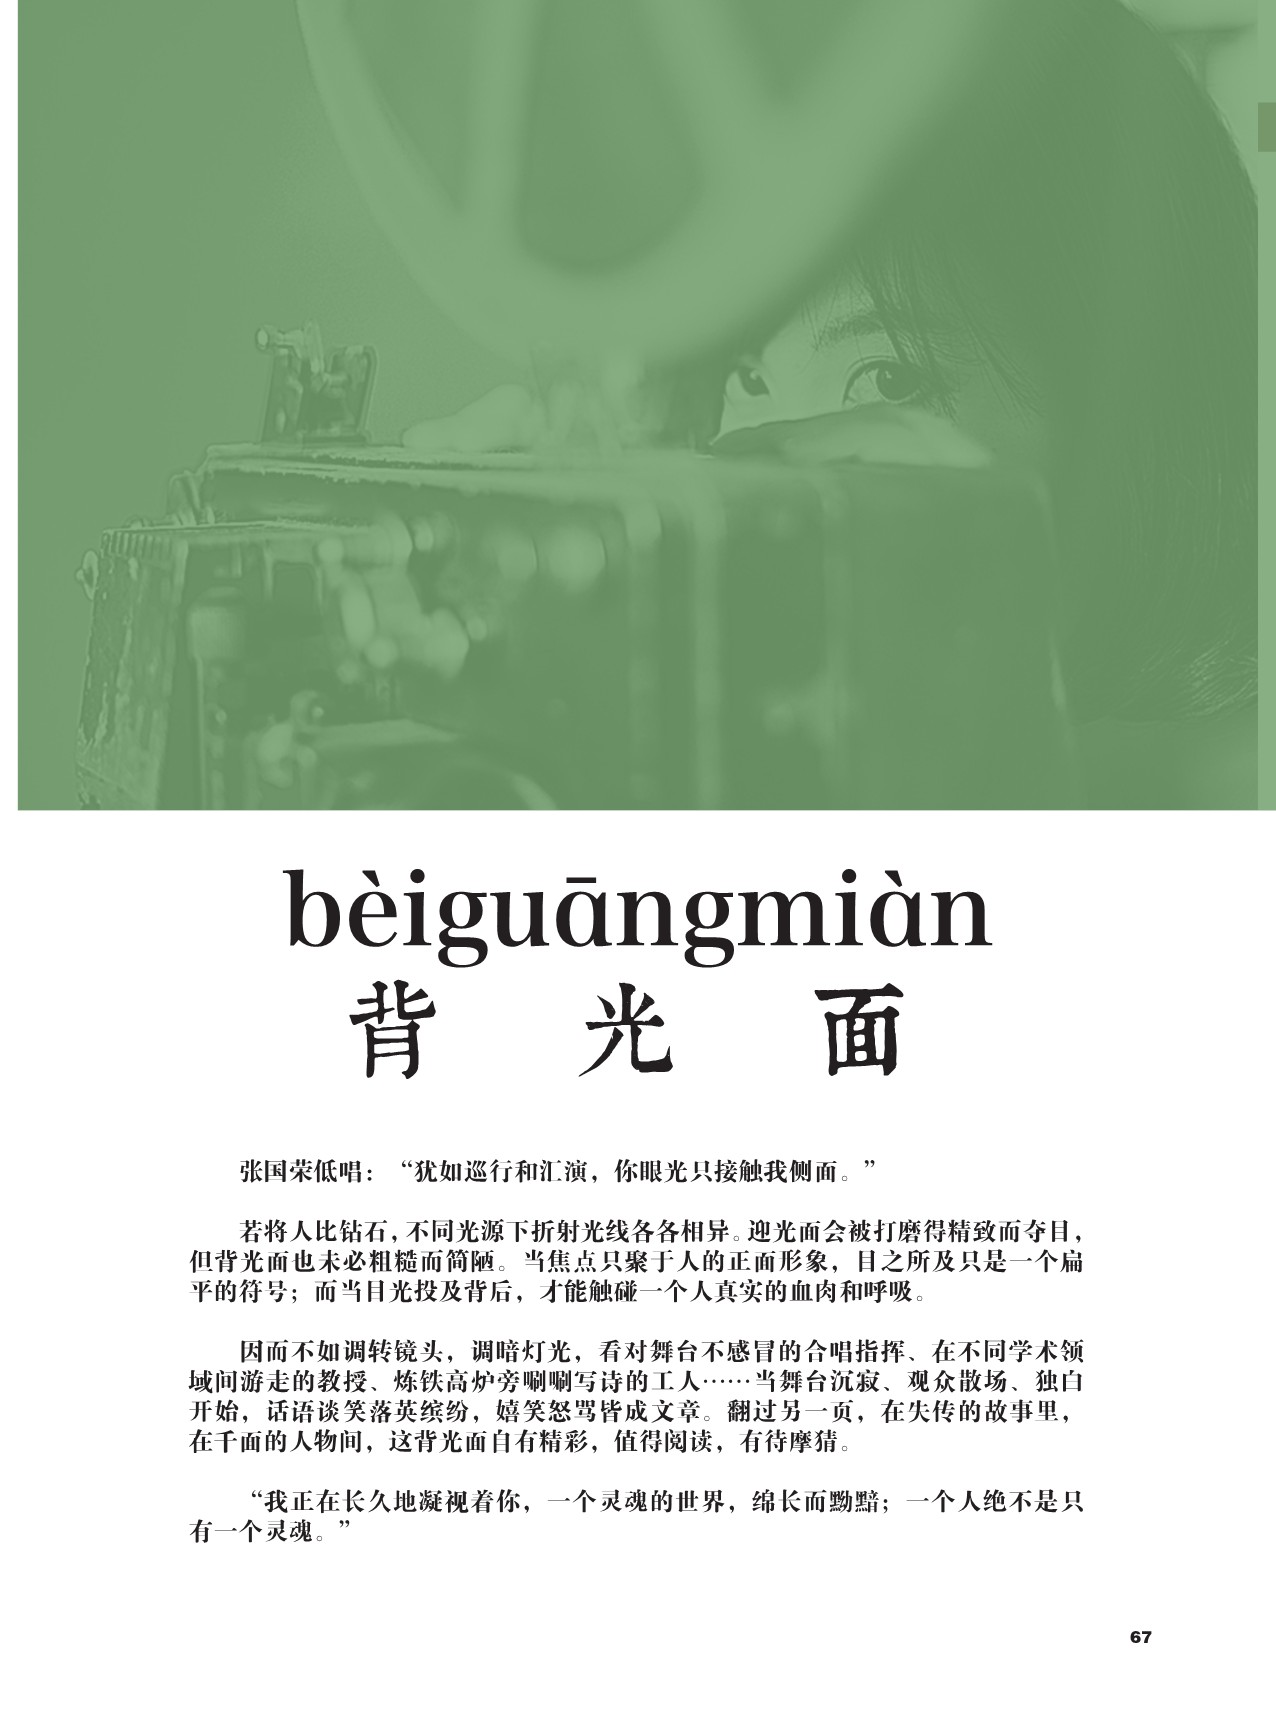 bèiguāngmiàn
背光面
张国荣低唱：“犹如巡行和汇演，你眼光只接触我侧面。”
若将人比钻石，不同光源下折射光线各各相异。迎光面会被打磨得精致而夺目，
但背光面也未必粗糙而简陋。当焦点只聚于人的正面形象，目之所及只是一个扁
平的符号；而当目光投及背后，才能触碰一个人真实的血肉和呼吸。
因而不如调转镜头，调暗灯光，看对舞台不感冒的合唱指挥、在不同学术领
域间游走的教授、炼铁高炉旁唰唰写诗的工人……当舞台沉寂、观众散场、独白
开始，话语谈笑落英缤纷，嬉笑怒骂皆成文章。翻过另一页，在失传的故事里，
在千面的人物间，这背光面自有精彩，值得阅读，有待摩猜。
“我正在长久地凝视着你，一个灵魂的世界，绵长而黝黯；一个人绝不是只
有一个灵魂。”
67